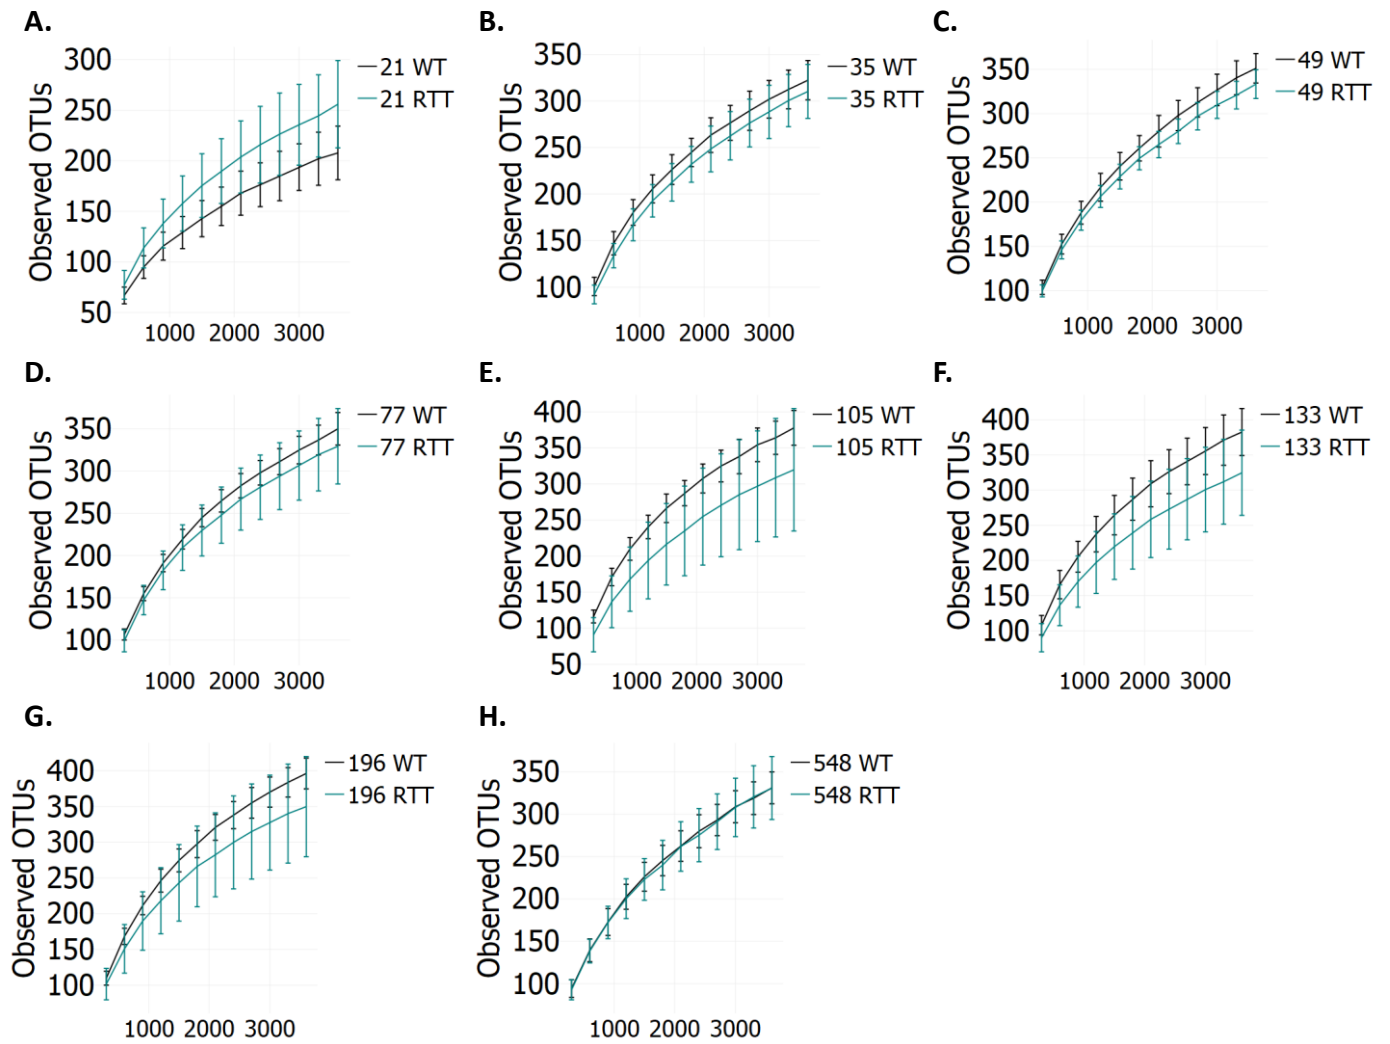 A.
Observed OTUs
300
250
200
150
100
50
1000 2000 3000
21 WT
21 RTT
B.
Observed OTUs
350
300
250
200
150
100
1000 2000 3000
35 WT
35 RTT
C.
Observed OTUs
350
300
250
200
150
100
1000 2000 3000
49 WT
49 RTT
D.
Observed OTUs
350
300
250
200
150
100
1000 2000 3000
77 WT
77 RTT
E.
Observed OTUs
400
350
300
250
200
150
100
50
1000 2000 3000
105 WT
105 RTT
F.
Observed OTUs
400
350
300
250
200
150
100
1000 2000 3000
133 WT
133 RTT
G.
Observed OTUs
400
350
300
250
200
150
100
1000 2000 3000
196 WT
196 RTT
H.
Observed OTUs
350
300
250
200
150
100
1000 2000 3000
548 WT
548 RTT